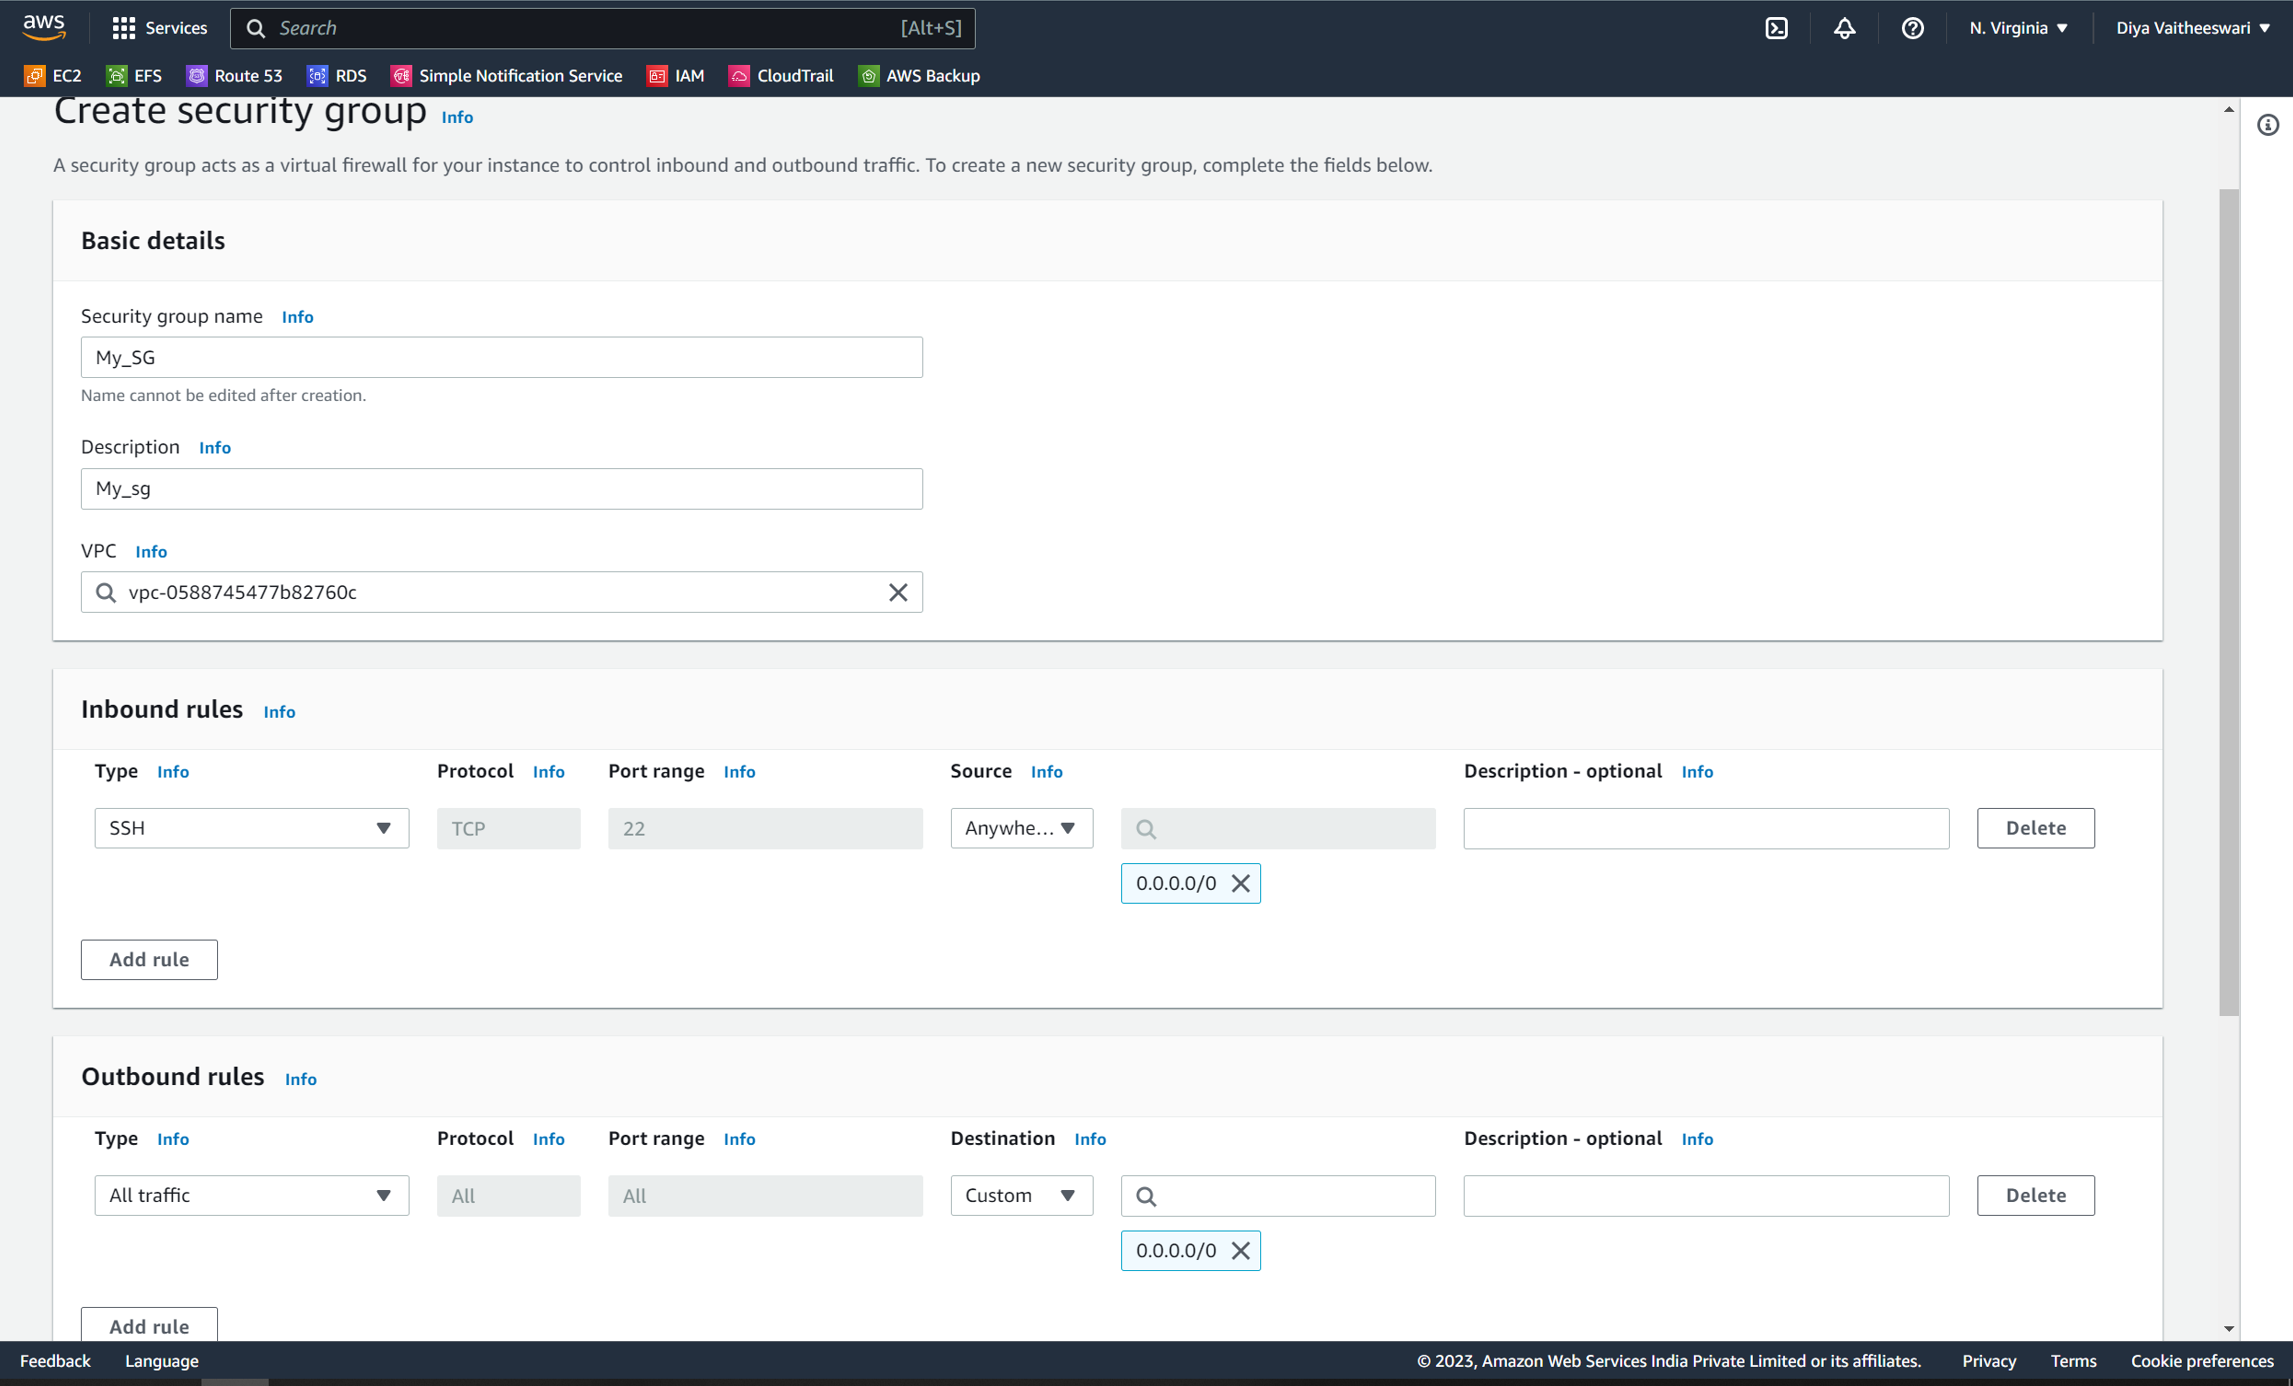 aws Services Search [Alt+S] N. Virginia Diya Vaitheeswari
EC2 EFS Route 53 RDS Simple Notification Service IAM CloudTrail AWS Backup
Create security group Info
A security group acts as a virtual firewall for your instance to control inbound and outbound traffic. To create a new security group, complete the fields below.
Basic details
Security group name Info
My_SG
Name cannot be edited after creation.
Description Info
My_sg
VPC Info
vpc-0588745477b82760c
Inbound rules Info
Type Info Protocol Info Port range Info Source Info Description - optional Info
SSH TCP 22 Anywhe... Delete
0.0.0.0/0
Add rule
Outbound rules Info
Type Info Protocol Info Port range Info Destination Info Description - optional Info
All traffic All All Custom Delete
0.0.0.0/0
Add rule
Feedback Language © 2023, Amazon Web Services India Private Limited or its affiliates. Privacy Terms Cookie preferences